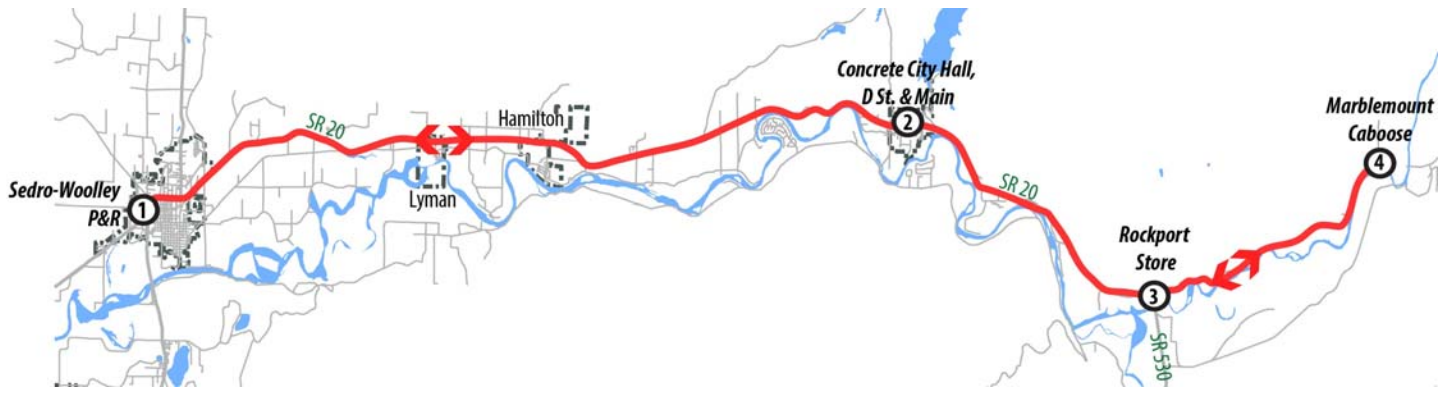 Sedro-Woolley
P&R
1
SR 20
Lyman
Hamilton
Concrete City Hall,
D St. & Main
2
SR 20
Rockport
Store
3
SR 530
Marblemount
Caboose
4